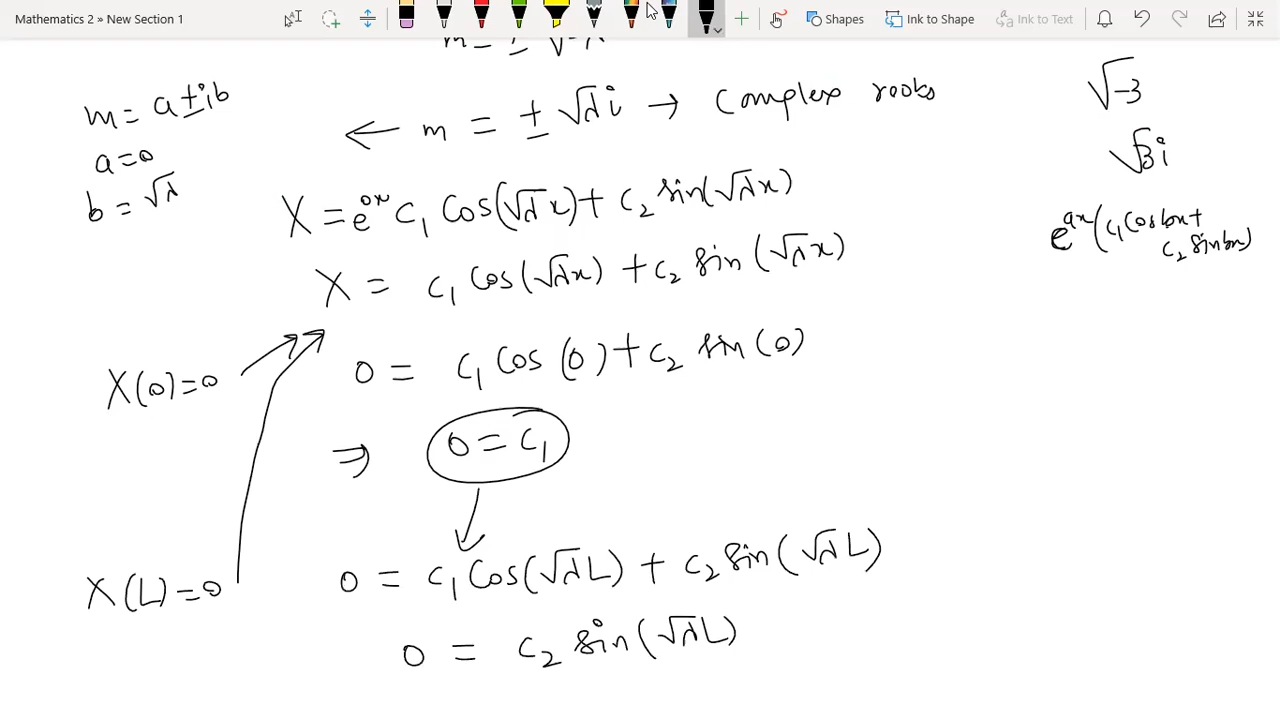 Mathematics 2 » New Section 1
Shapes
Ink to Shape
Ink to Text
m = ± √-λ
m = a ± ib
a = 0
b = √λ
← m = ± √λ i → Complex roots
√-3
√3 i
X = e^0x c₁ Cos(√λ x) + c₂ sin(√λ x)
e^ax (c₁ Cos bx +
c₂ sin bx)
X = c₁ Cos(√λ x) + c₂ sin (√λ x)
X(0) = 0
0 = c₁ Cos (0) + c₂ sin (0)
⇒ 0 = c₁
X(L) = 0
0 = c₁ Cos(√λ L) + c₂ sin(√λ L)
0 = c₂ sin(√λ L)